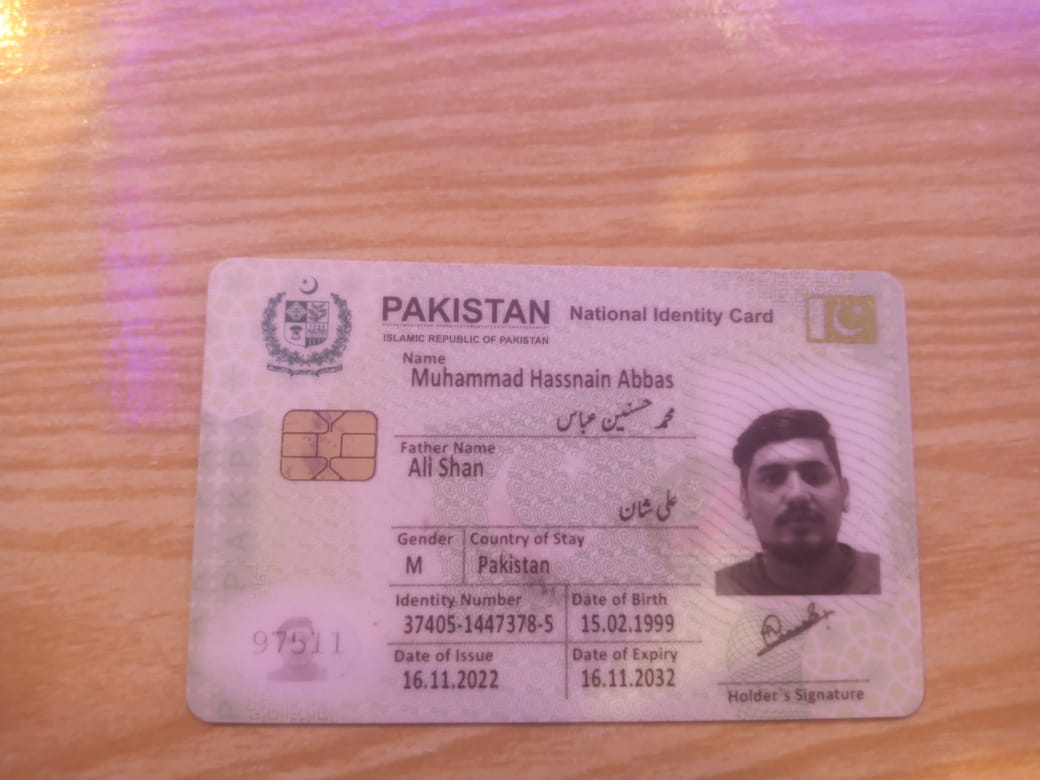 PAKISTAN National Identity Card
ISLAMIC REPUBLIC OF PAKISTAN
Name
Muhammad Hassnain Abbas
محمد حسنین عباس
Father Name
Ali Shan
علی شان
Gender Country of Stay
M Pakistan
Identity Number Date of Birth
37405-1447378-5 15.02.1999
Date of Issue Date of Expiry
16.11.2022 16.11.2032
97511
Holder`s Signature